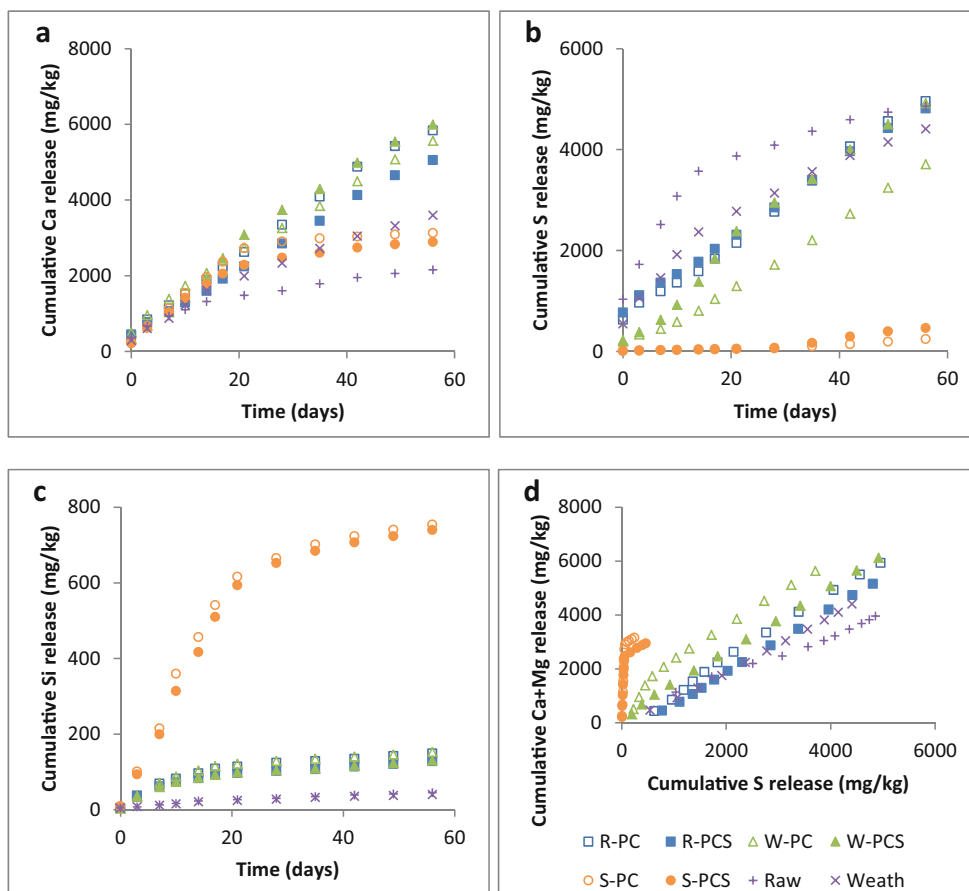 a
8000
6000
4000
2000
0
0 20 40 60
Cumulative Ca release (mg/kg)
Time (days)
b
6000
4000
2000
0
0 20 40 60
Cumulative S release (mg/kg)
Time (days)
c
800
600
400
200
0
0 20 40 60
Cumulative Si release (mg/kg)
Time (days)
d
8000
6000
4000
2000
0
0 2000 4000 6000
Cumulative Ca+Mg release (mg/kg)
Cumulative S release (mg/kg)
R-PC R-PCS W-PC W-PCS
S-PC S-PCS Raw Weath